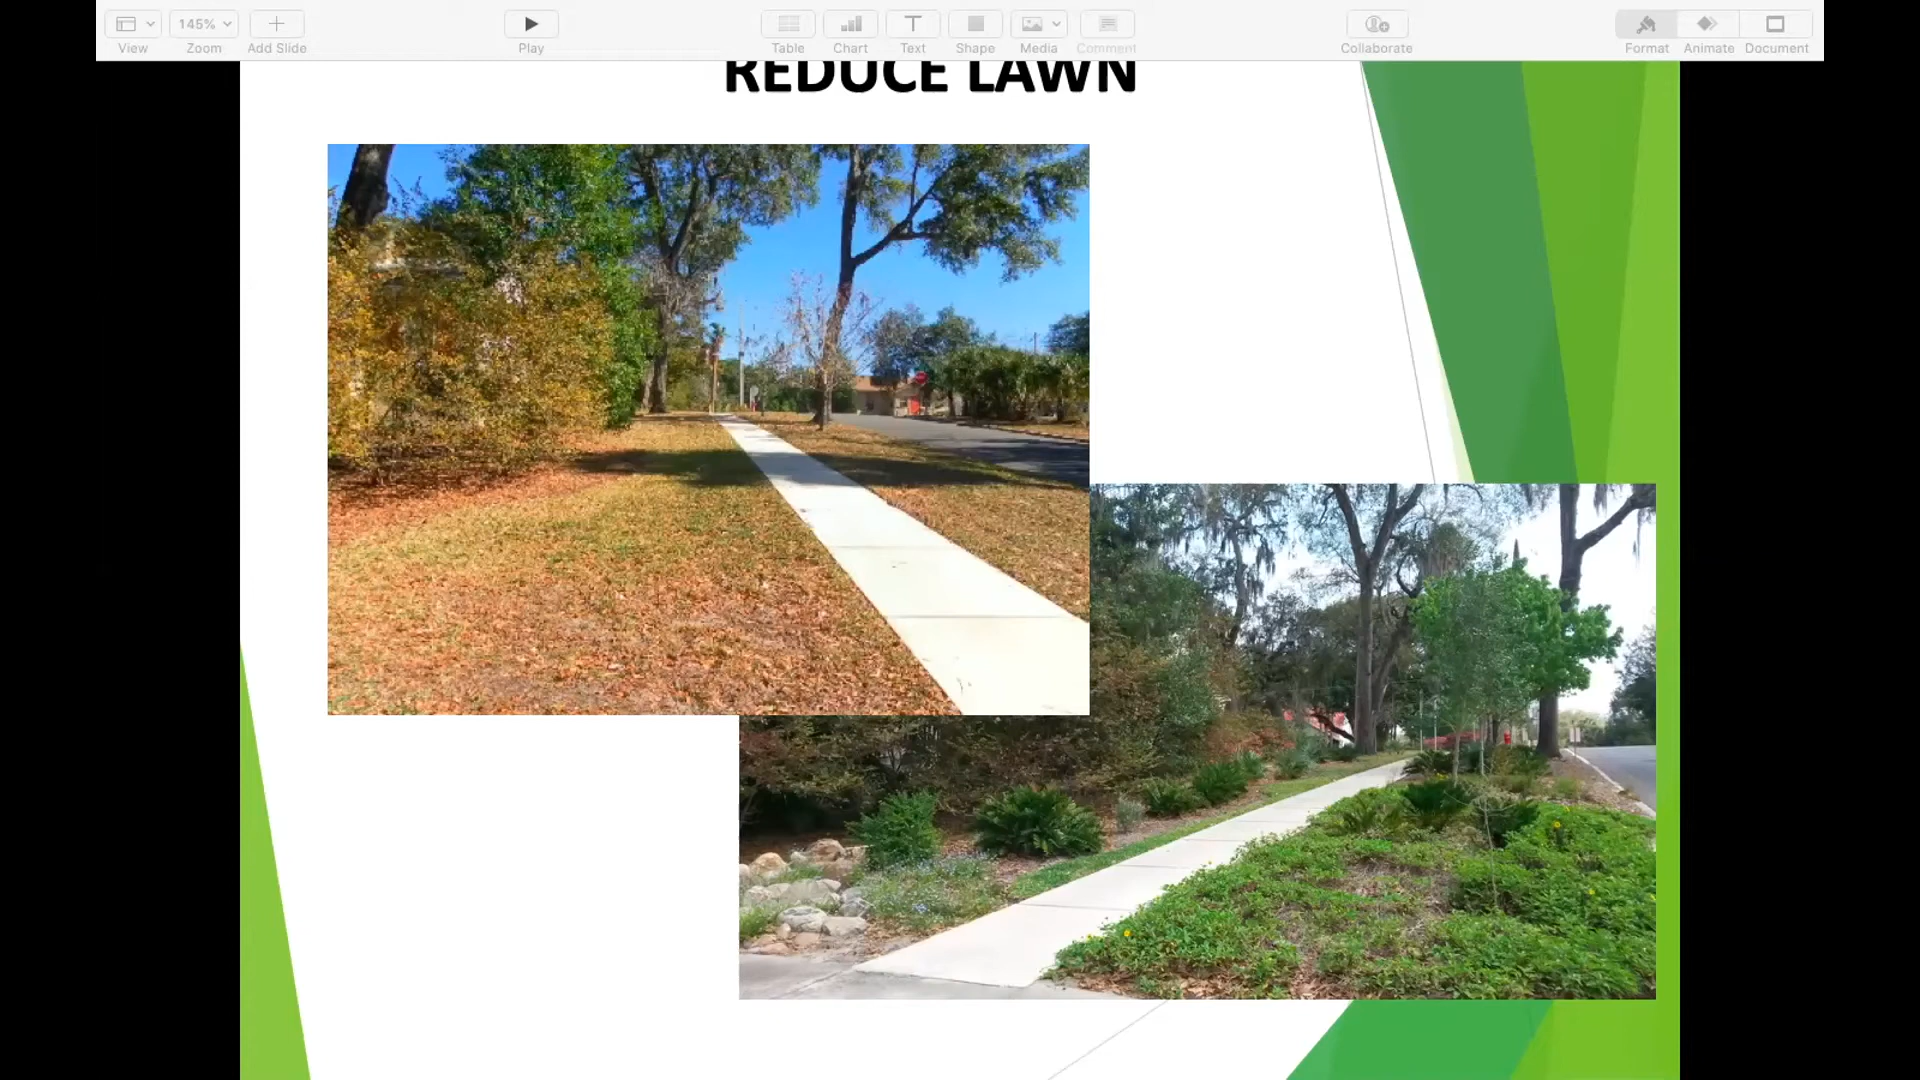 145%
View
Zoom
Add Slide
Play
Table
Chart
Text
Shape
Media
Comment
Collaborate
Format
Animate
Document
REDUCE LAWN